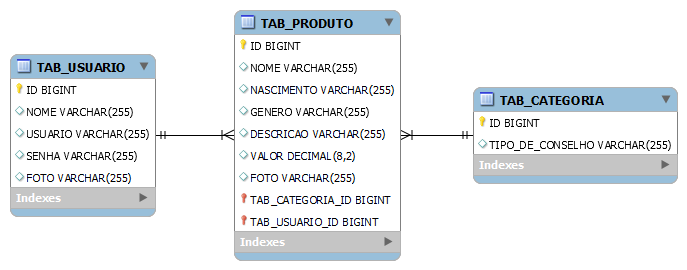 TAB_USUARIO
ID BIGINT
NOME VARCHAR(255)
USUARIO VARCHAR(255)
SENHA VARCHAR(255)
FOTO VARCHAR(255)
Indexes
TAB_PRODUTO
ID BIGINT
NOME VARCHAR(255)
NASCIMENTO VARCHAR(255)
GENERO VARCHAR(255)
DESCRICAO VARCHAR(255)
VALOR DECIMAL(8,2)
FOTO VARCHAR(255)
TAB_CATEGORIA_ID BIGINT
TAB_USUARIO_ID BIGINT
Indexes
TAB_CATEGORIA
ID BIGINT
TIPO_DE_CONSELHO VARCHAR(255)
Indexes